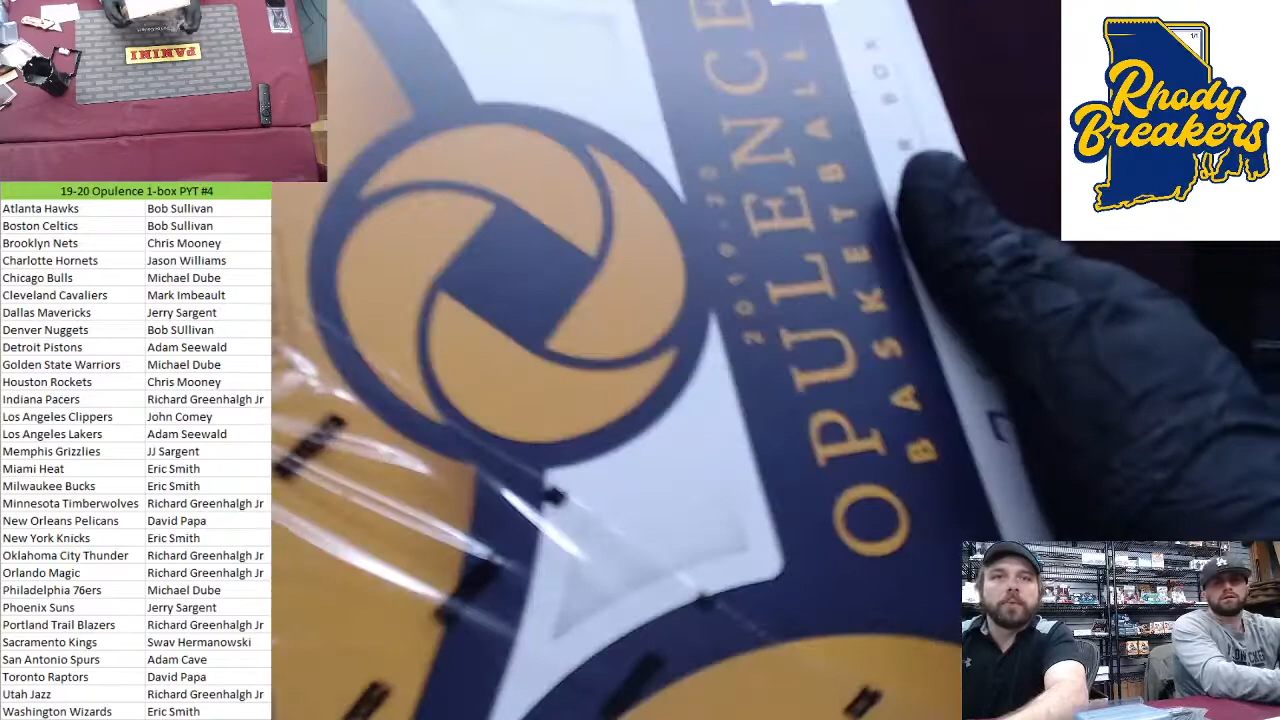 PANINI
19-20 Opulence 1-box PYT #4
Atlanta Hawks Bob Sullivan
Boston Celtics Bob Sullivan
Brooklyn Nets Chris Mooney
Charlotte Hornets Jason Williams
Chicago Bulls Michael Dube
Cleveland Cavaliers Mark Imbeault
Dallas Mavericks Jerry Sargent
Denver Nuggets Bob SUllivan
Detroit Pistons Adam Seewald
Golden State Warriors Michael Dube
Houston Rockets Chris Mooney
Indiana Pacers Richard Greenhalgh Jr
Los Angeles Clippers John Comey
Los Angeles Lakers Adam Seewald
Memphis Grizzlies JJ Sargent
Miami Heat Eric Smith
Milwaukee Bucks Eric Smith
Minnesota Timberwolves Richard Greenhalgh Jr
New Orleans Pelicans David Papa
New York Knicks Eric Smith
Oklahoma City Thunder Richard Greenhalgh Jr
Orlando Magic Richard Greenhalgh Jr
Philadelphia 76ers Michael Dube
Phoenix Suns Jerry Sargent
Portland Trail Blazers Richard Greenhalgh Jr
Sacramento Kings Swav Hermanowski
San Antonio Spurs Adam Cave
Toronto Raptors David Papa
Utah Jazz Richard Greenhalgh Jr
Washington Wizards Eric Smith
2019-20
OPULENCE
BASKETBALL
1/1
Rhody
Breakers